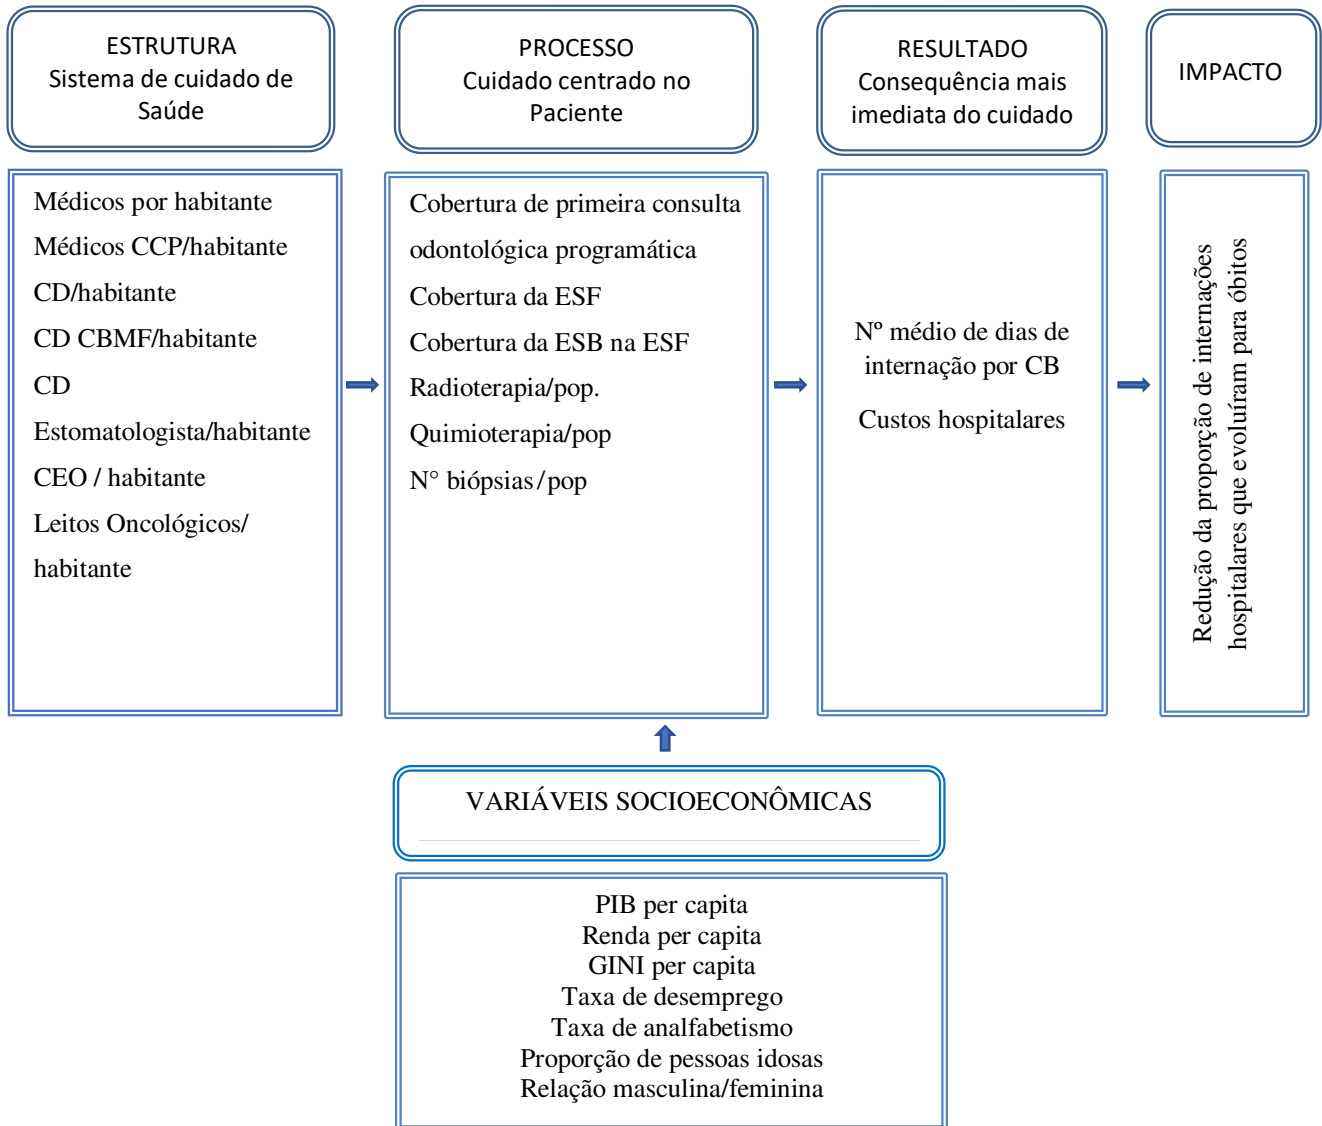 ESTRUTURA
Sistema de cuidado de
Saúde
PROCESSO
Cuidado centrado no
Paciente
RESULTADO
Consequência mais
imediata do cuidado
IMPACTO
Médicos por habitante
Médicos CCP/habitante
CD/habitante
CD CBMF/habitante
CD
Estomatologista/habitante
CEO / habitante
Leitos Oncológicos/
habitante
Cobertura de primeira consulta
odontológica programática
Cobertura da ESF
Cobertura da ESB na ESF
Radioterapia/pop.
Quimioterapia/pop
N° biópsias/pop
Nº médio de dias de
internação por CB
Custos hospitalares
Redução da proporção de internações
hospitalares que evoluíram para óbitos
VARIÁVEIS SOCIOECONÔMICAS
PIB per capita
Renda per capita
GINI per capita
Taxa de desemprego
Taxa de analfabetismo
Proporção de pessoas idosas
Relação masculina/feminina